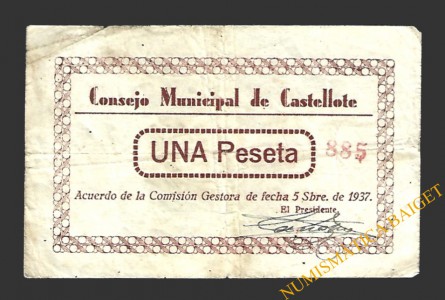 Consejo Municipal de Castellote
UNA Peseta
885
Acuerdo de la Comisión Gestora de fecha 5 Sbre. de 1937.
El Presidente
NUMISMATICA BAIGET